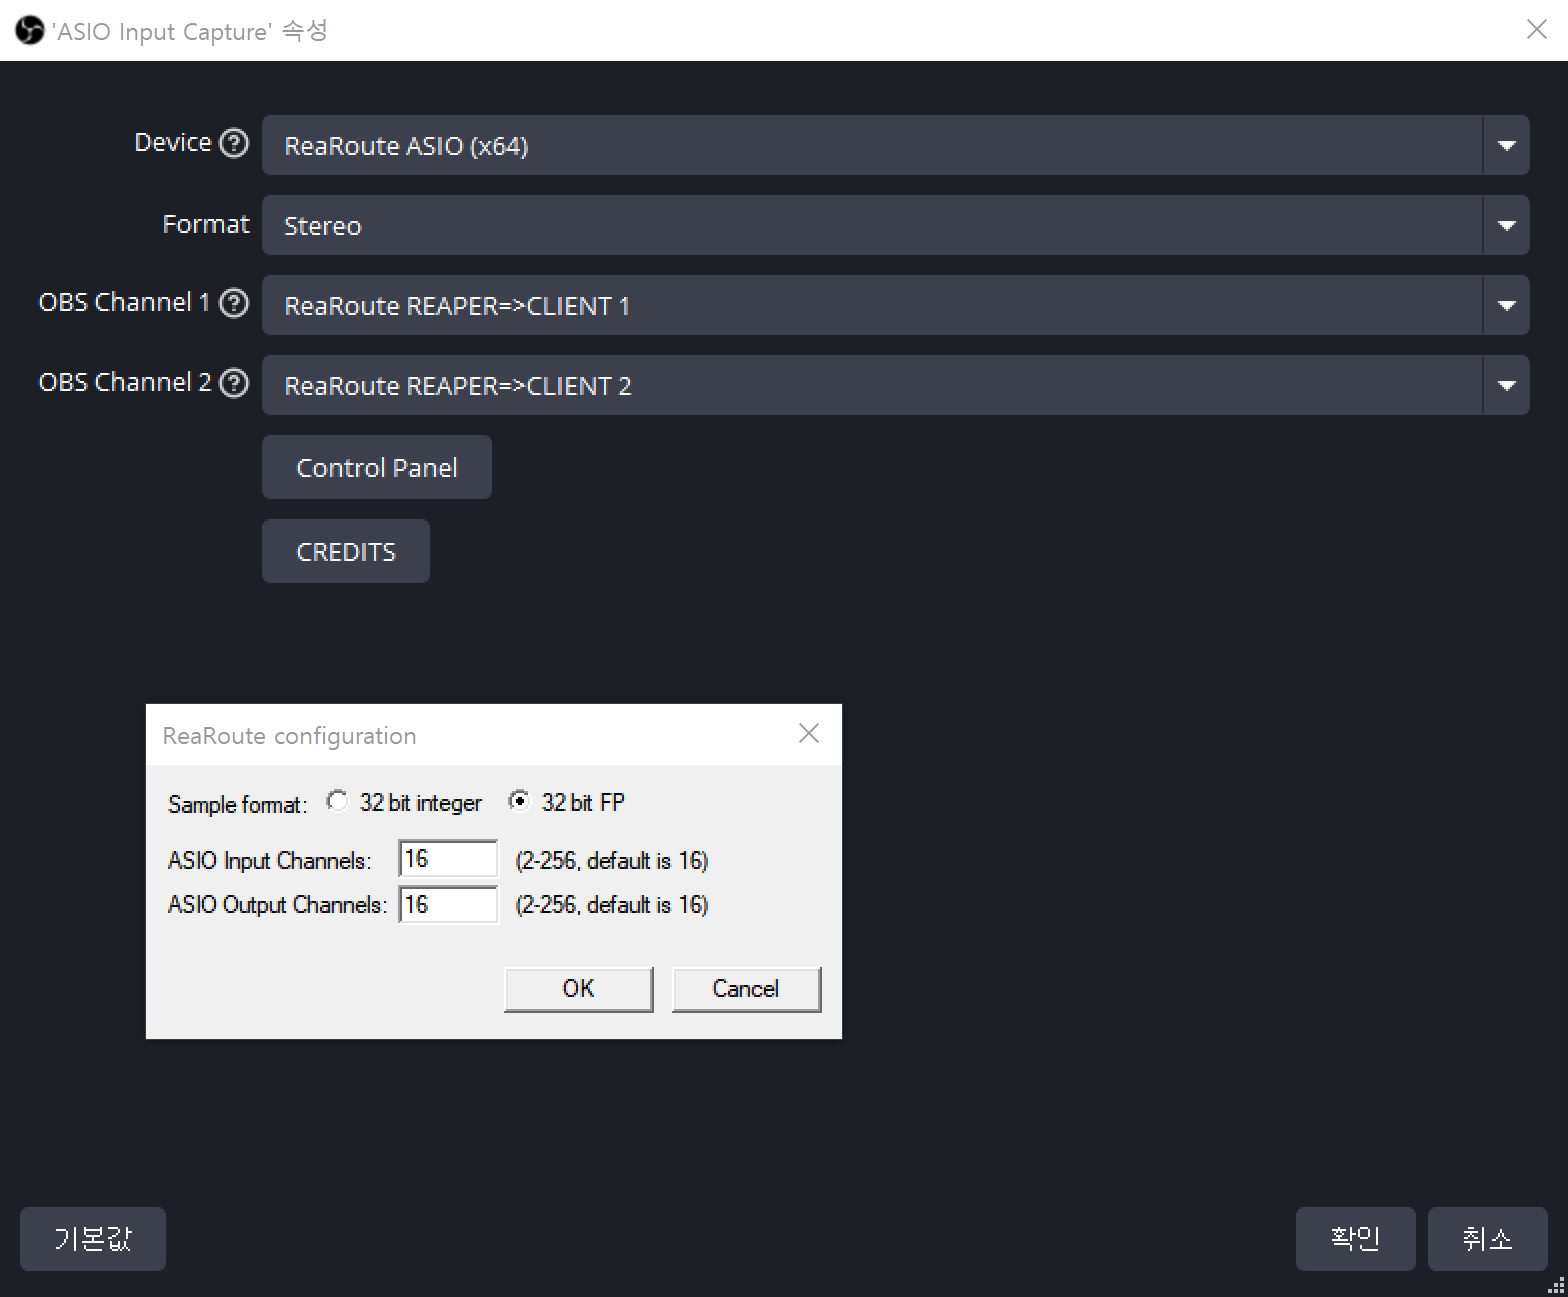 'ASIO Input Capture' 속성
Device ReaRoute ASIO (x64)
Format Stereo
OBS Channel 1 ReaRoute REAPER=>CLIENT 1
OBS Channel 2 ReaRoute REAPER=>CLIENT 2
Control Panel
CREDITS
ReaRoute configuration
Sample format: 32 bit integer 32 bit FP
ASIO Input Channels: 16 (2-256, default is 16)
ASIO Output Channels: 16 (2-256, default is 16)
OK Cancel
기본값 확인 취소